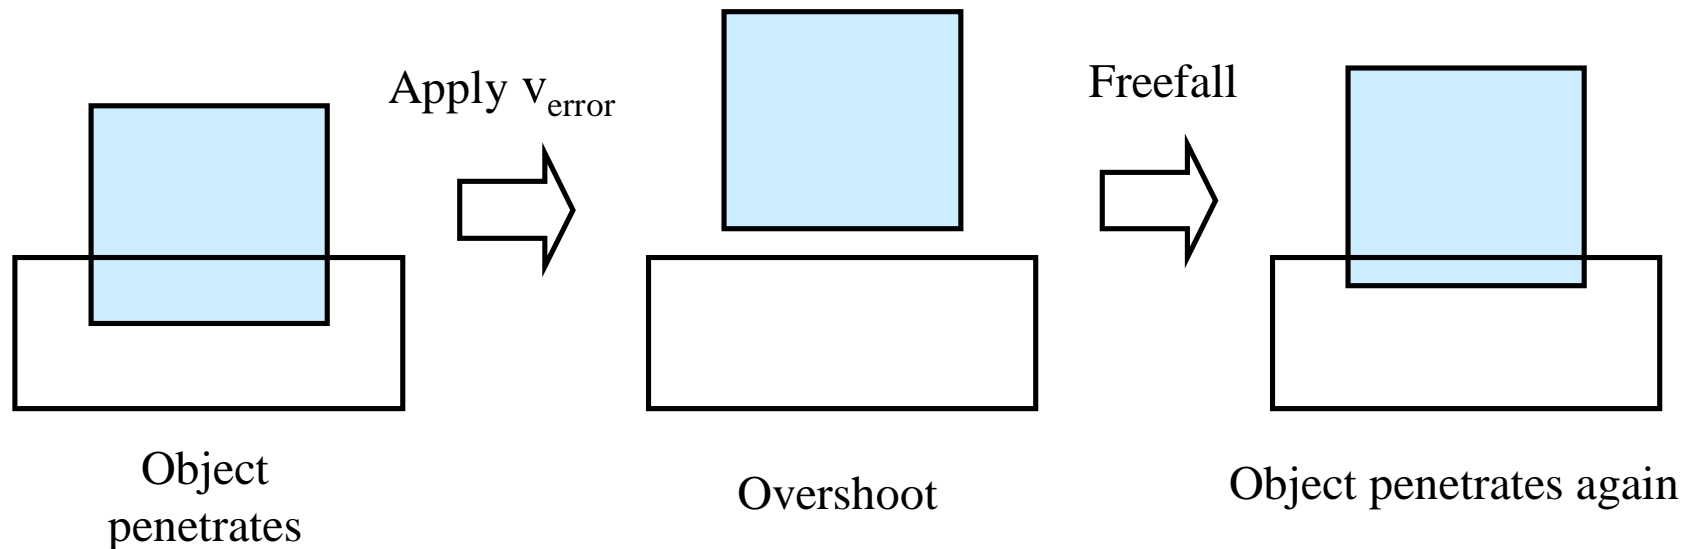 Apply v_error
Freefall
Object
penetrates
Overshoot
Object penetrates again